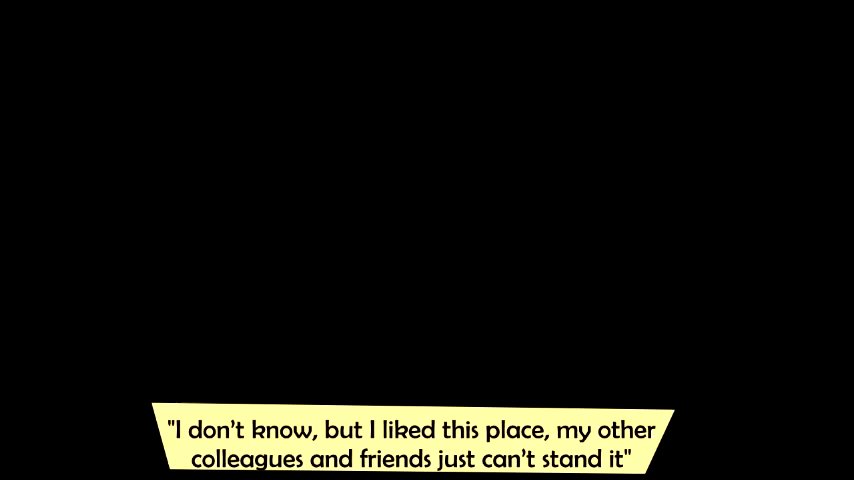 "I don’t know, but I liked this place, my other
colleagues and friends just can’t stand it"